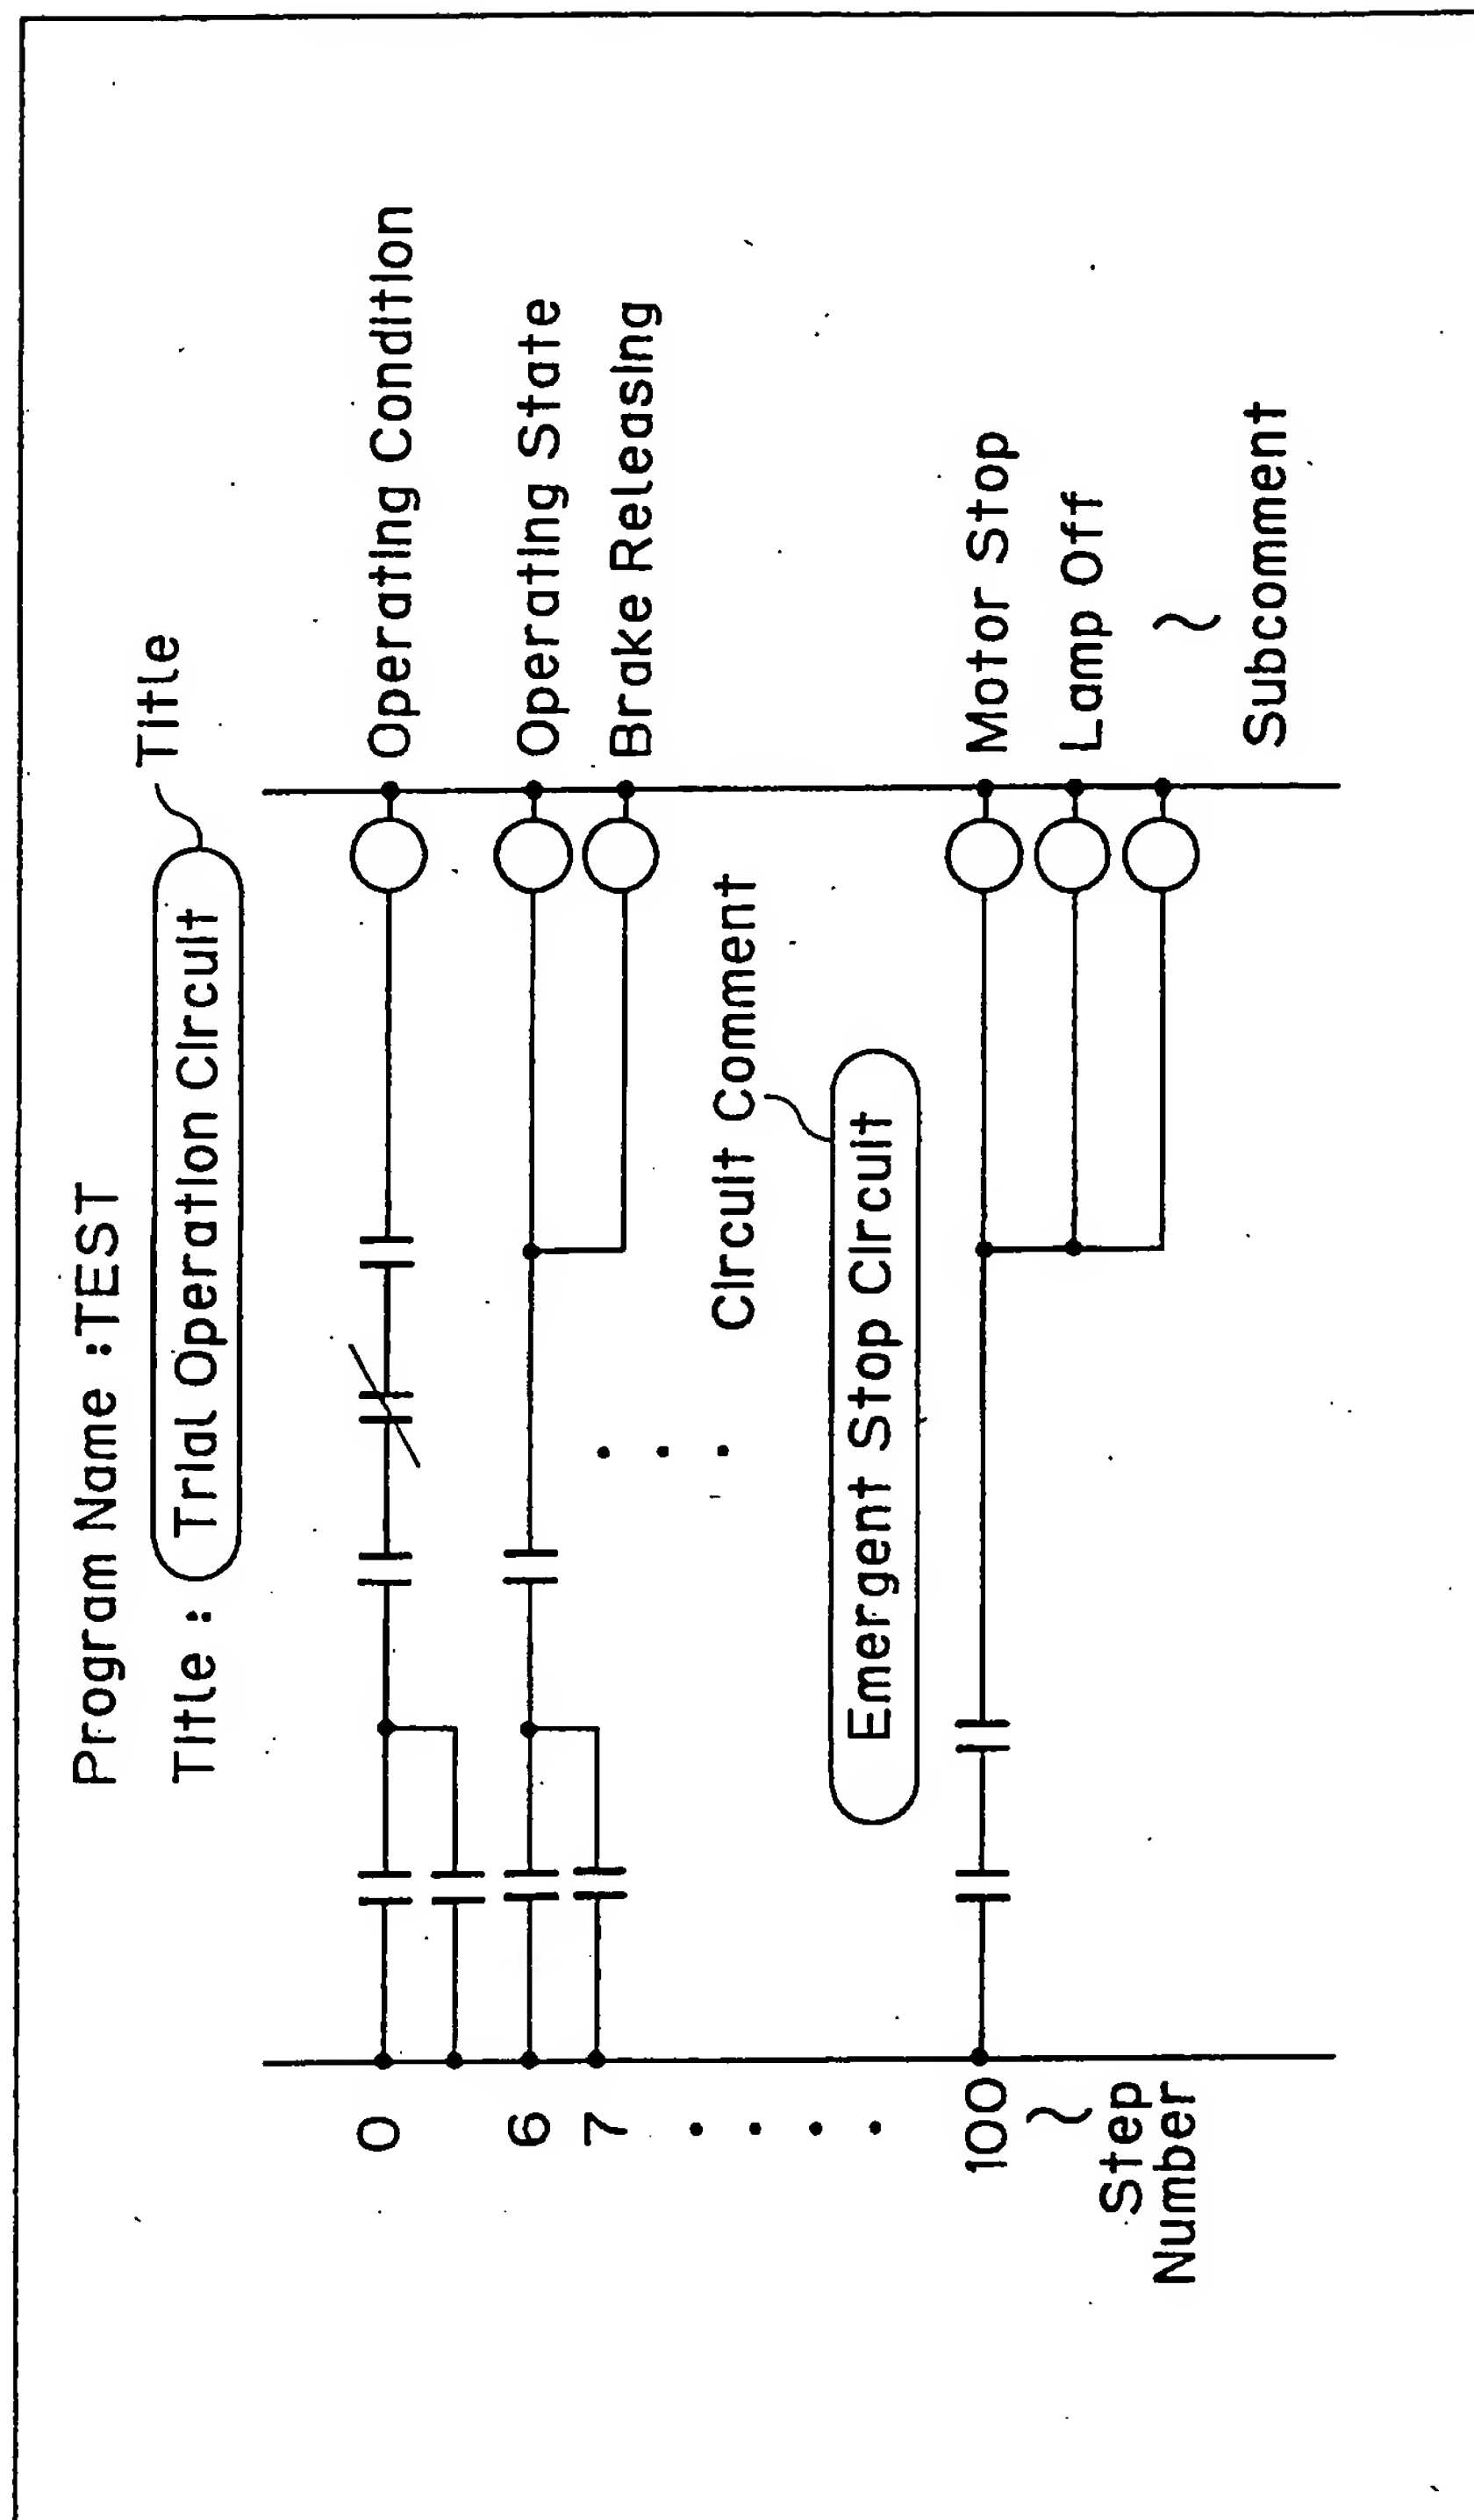 Program Name :TEST
Title : Trial Operation Circuit
Title
0
Operating Condition
6
Operating State
7
Brake Releasing
Circuit comment
Emergent Stop Circuit
100
Motor Stop
Lamp Off
Step
Number
Subcomment